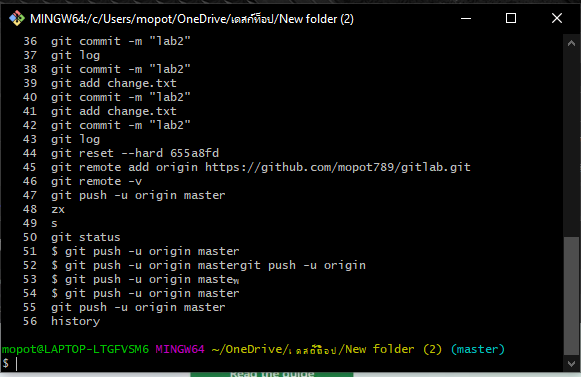 MINGW64:/c/Users/mopot/OneDrive/เดสก์ท็อป/New folder (2)
36 git commit -m "lab2"
37 git log
38 git commit -m "lab2"
39 git add change.txt
40 git commit -m "lab2"
41 git add change.txt
42 git commit -m "lab2"
43 git log
44 git reset --hard 655a8fd
45 git remote add origin https://github.com/mopot789/gitlab.git
46 git remote -v
47 git push -u origin master
48 zx
49 s
50 git status
51 $ git push -u origin master
52 $ git push -u origin mastergit push -u origin
53 $ git push -u origin masteพ
54 $ git push -u origin master
55 git push -u origin master
56 history
mopot@LAPTOP-LTGFVSM6 MINGW64 ~/OneDrive/เดสก์ท็อป/New folder (2) (master)
$
Read the guide